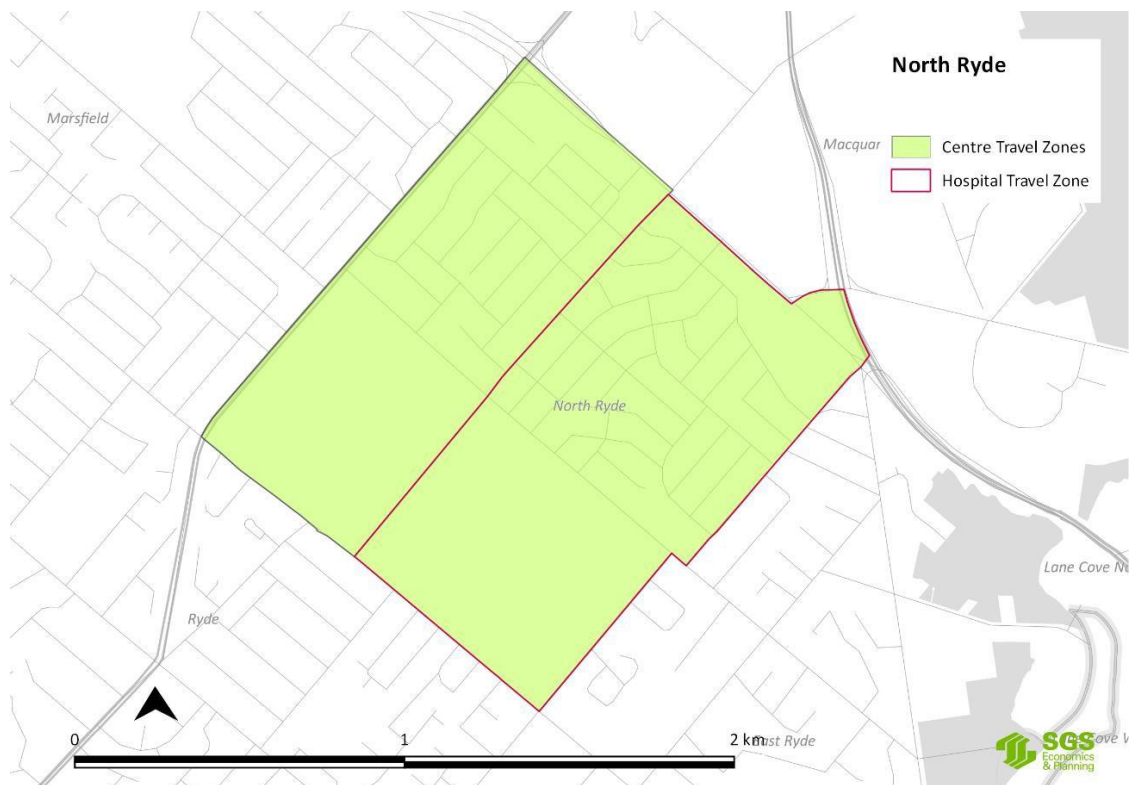 North Ryde
Marsfield
Macquar
Centre Travel Zones
Hospital Travel Zone
North Ryde
Lane Cove N
Ryde
0
1
2 km
East Ryde
SGS
Economics
& Planning